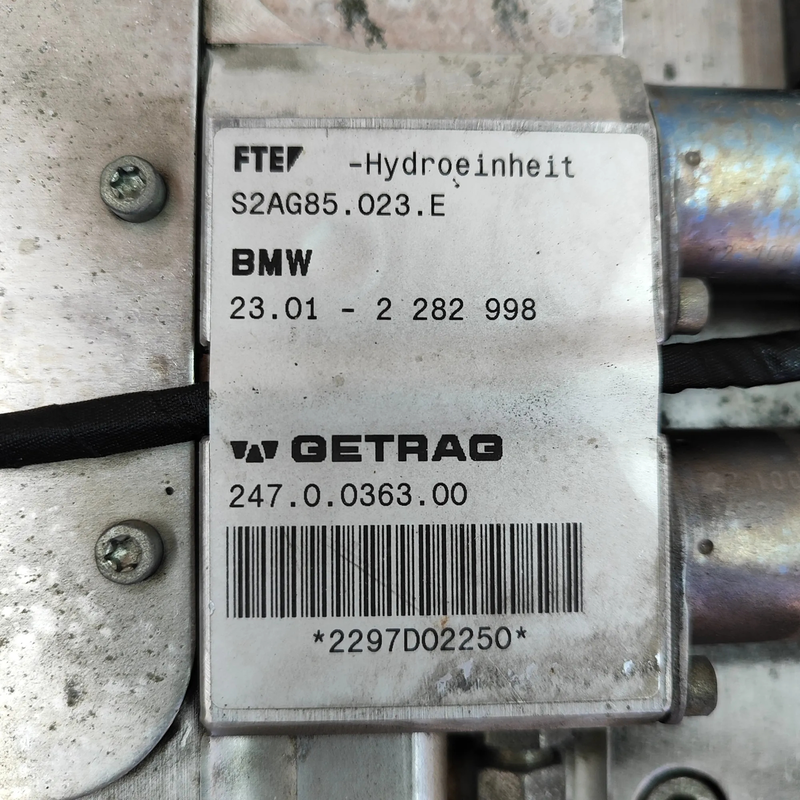 FTE -Hydroeinheit
S2AG85.023.E
BMW
23.01 - 2 282 998
GETRAG
247.0.0363.00
*2297D02250*